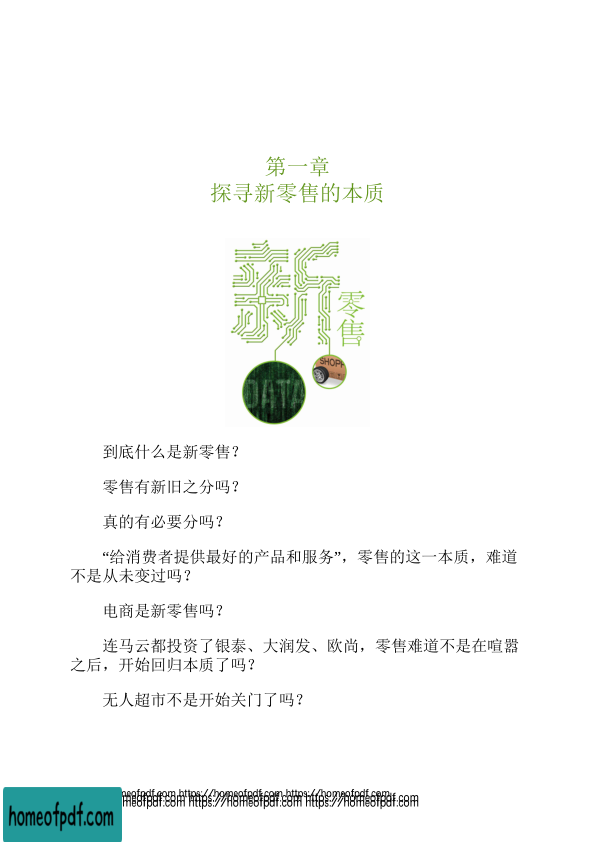 第一章
探寻新零售的本质
新
零
售
DATA
SHOPP
到底什么是新零售？
零售有新旧之分吗？
真的有必要分吗？
“给消费者提供最好的产品和服务”，零售的这一本质，难道
不是从未变过吗？
电商是新零售吗？
连马云都投资了银泰、大润发、欧尚，零售难道不是在喧嚣
之后，开始回归本质了吗？
无人超市不是开始关门了吗？
homeofpdf.com https://homeofpdf.com https://homeofpdf.com
homeofpdf.com https://homeofpdf.com https://homeofpdf.com
homeofpdf.com